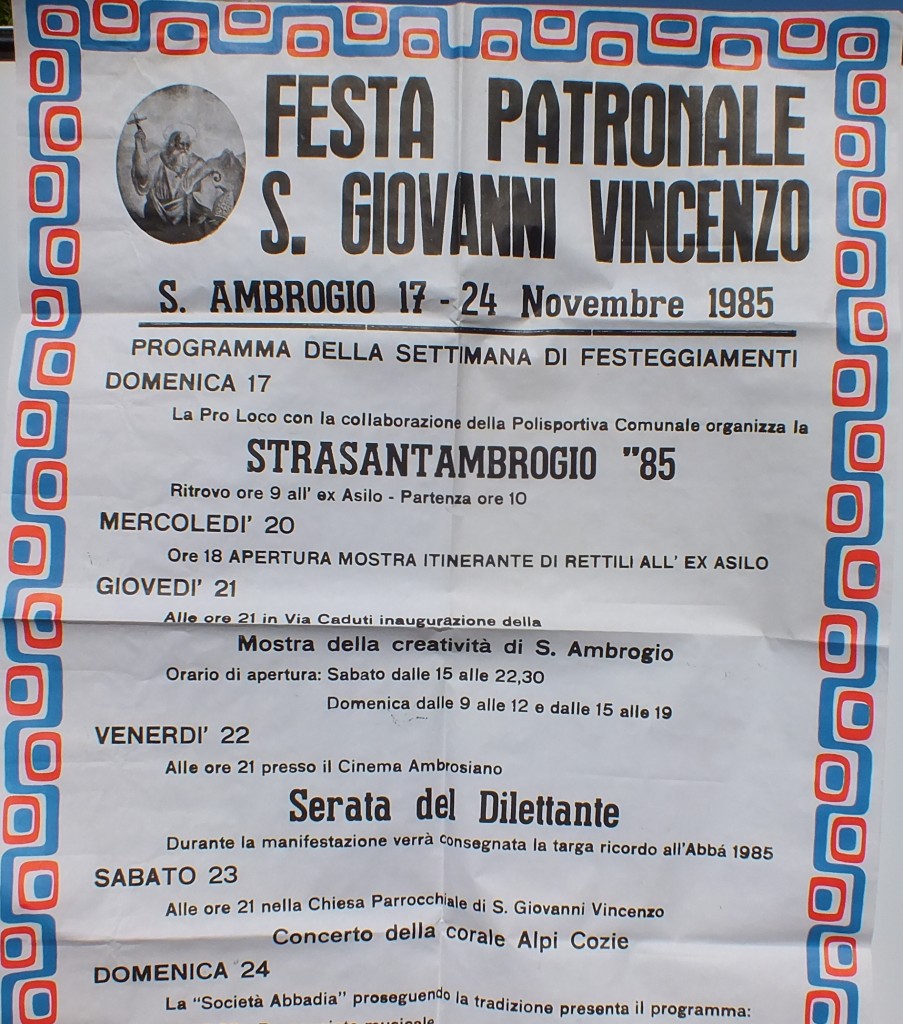 FESTA PATRONALE
S. GIOVANNI VINCENZO
S. AMBROGIO 17 - 24 Novembre 1985
PROGRAMMA DELLA SETTIMANA DI FESTEGGIAMENTI
DOMENICA 17
La Pro Loco con la collaborazione della Polisportiva Comunale organizza la
STRASANTAMBROGIO "85
Ritrovo ore 9 all' ex Asilo - Partenza ore 10
MERCOLEDI' 20
Ore 18 APERTURA MOSTRA ITINERANTE DI RETTILI ALL' EX ASILO
GIOVEDI' 21
Alle ore 21 in Via Caduti inaugurazione della
Mostra della creatività di S. Ambrogio
Orario di apertura: Sabato dalle 15 alle 22,30
Domenica dalle 9 alle 12 e dalle 15 alle 19
VENERDI' 22
Alle ore 21 presso il Cinema Ambrosiano
Serata del Dilettante
Durante la manifestazione verrà consegnata la targa ricordo all'Abbá 1985
SABATO 23
Alle ore 21 nella Chiesa Parrocchiale di S. Giovanni Vincenzo
Concerto della corale Alpi Cozie
DOMENICA 24
La "Società Abbadia" proseguendo la tradizione presenta il programma:
musicale